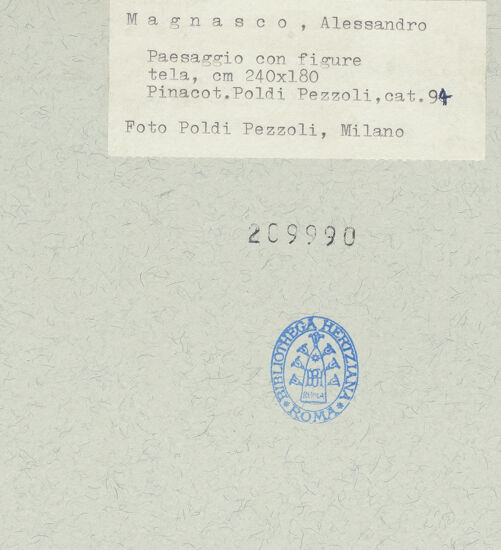 Magnasco, Alessandro
Paesaggio con figure
tela, cm 240x180
Pinacot.Poldi Pezzoli,cat.94
Foto Poldi Pezzoli, Milano
209990
BIBLIOTHECA HERTZIANA
ROMA